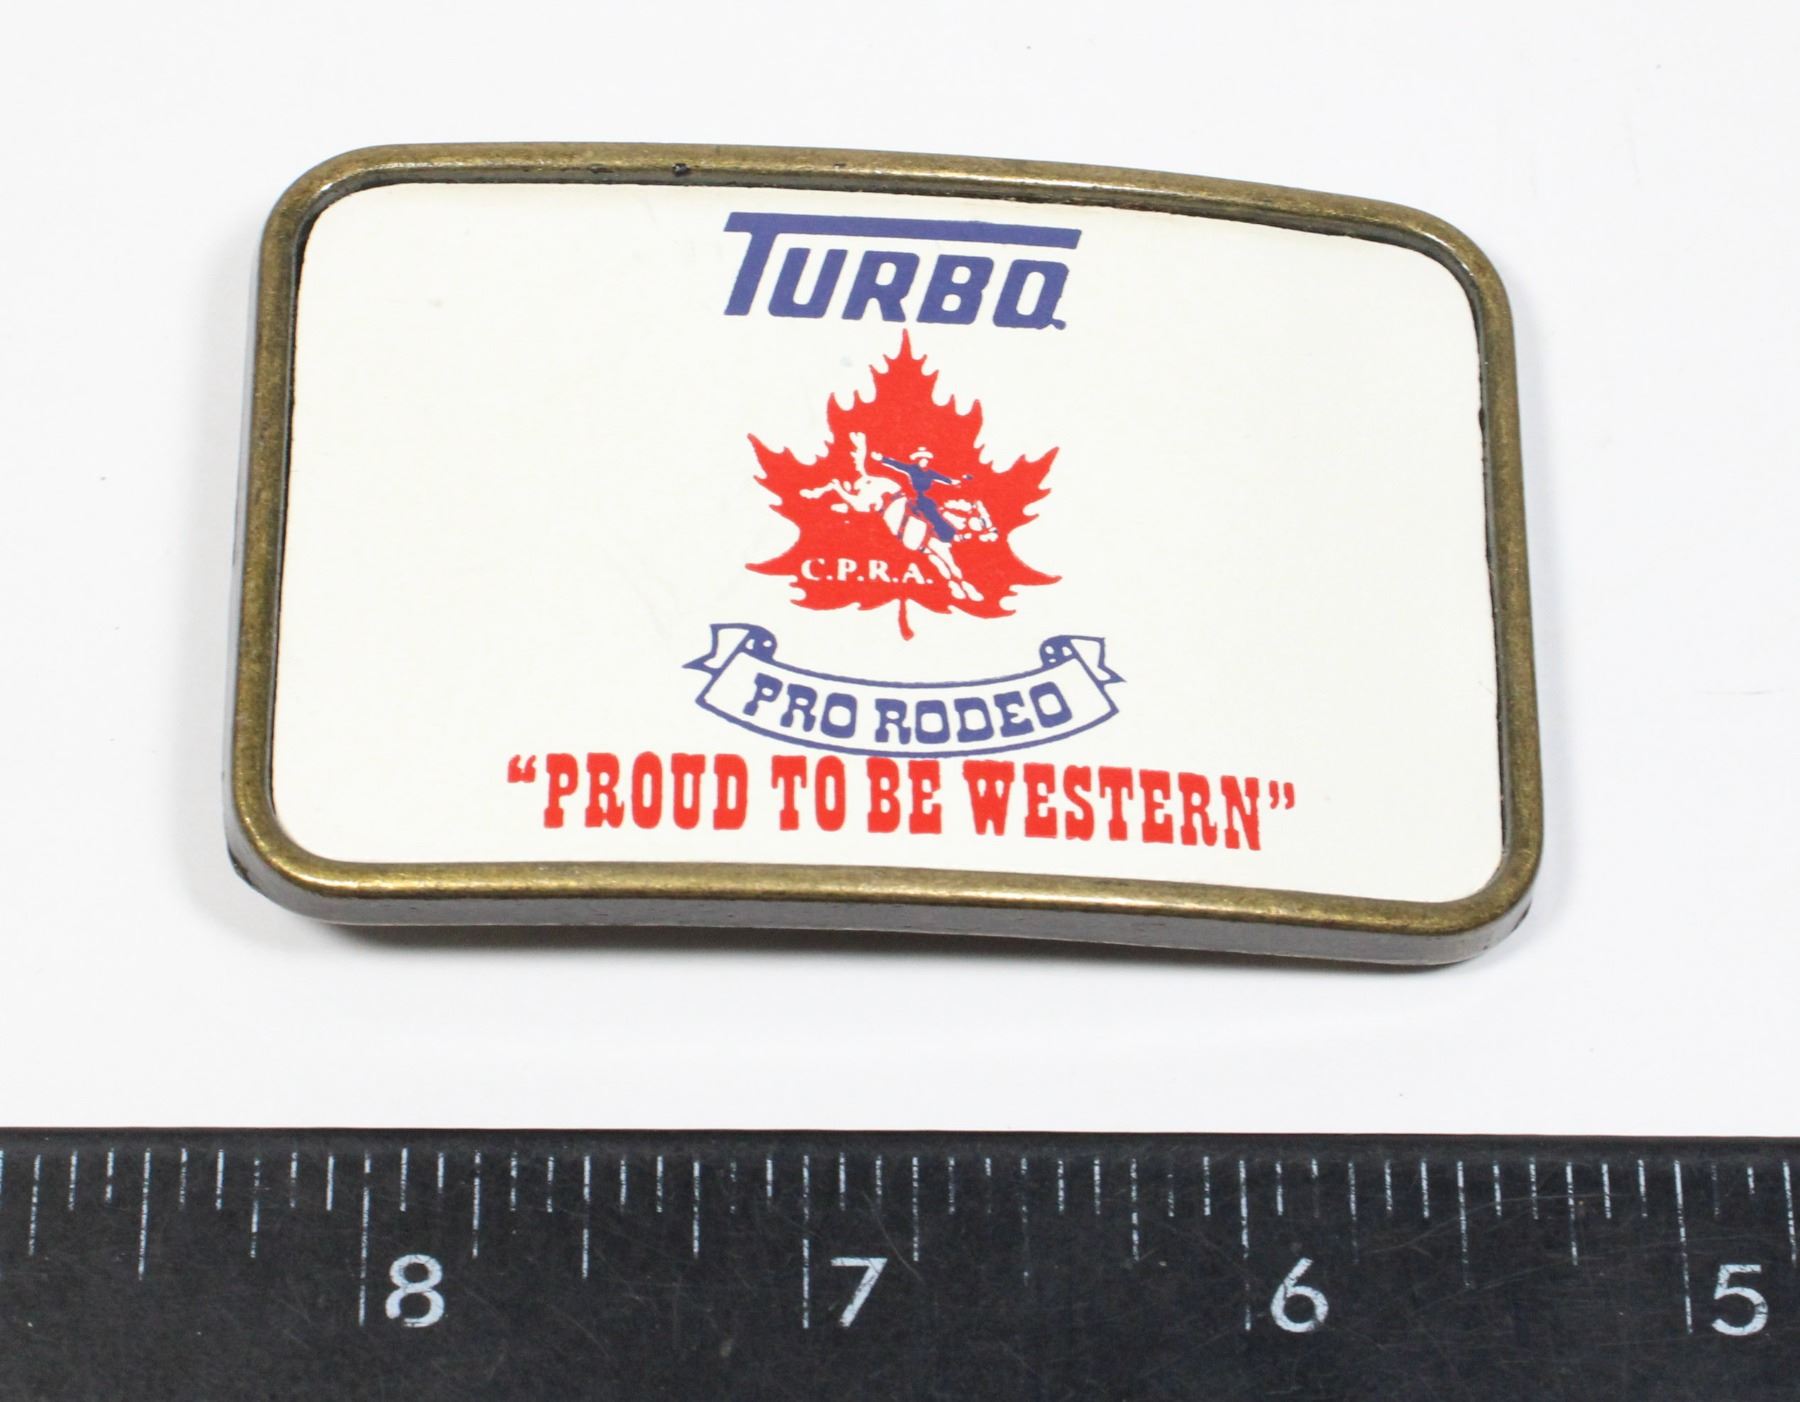 TURBO
C.P.R.A.
PRO RODEO
“PROUD TO BE WESTERN”
8 7 6 5